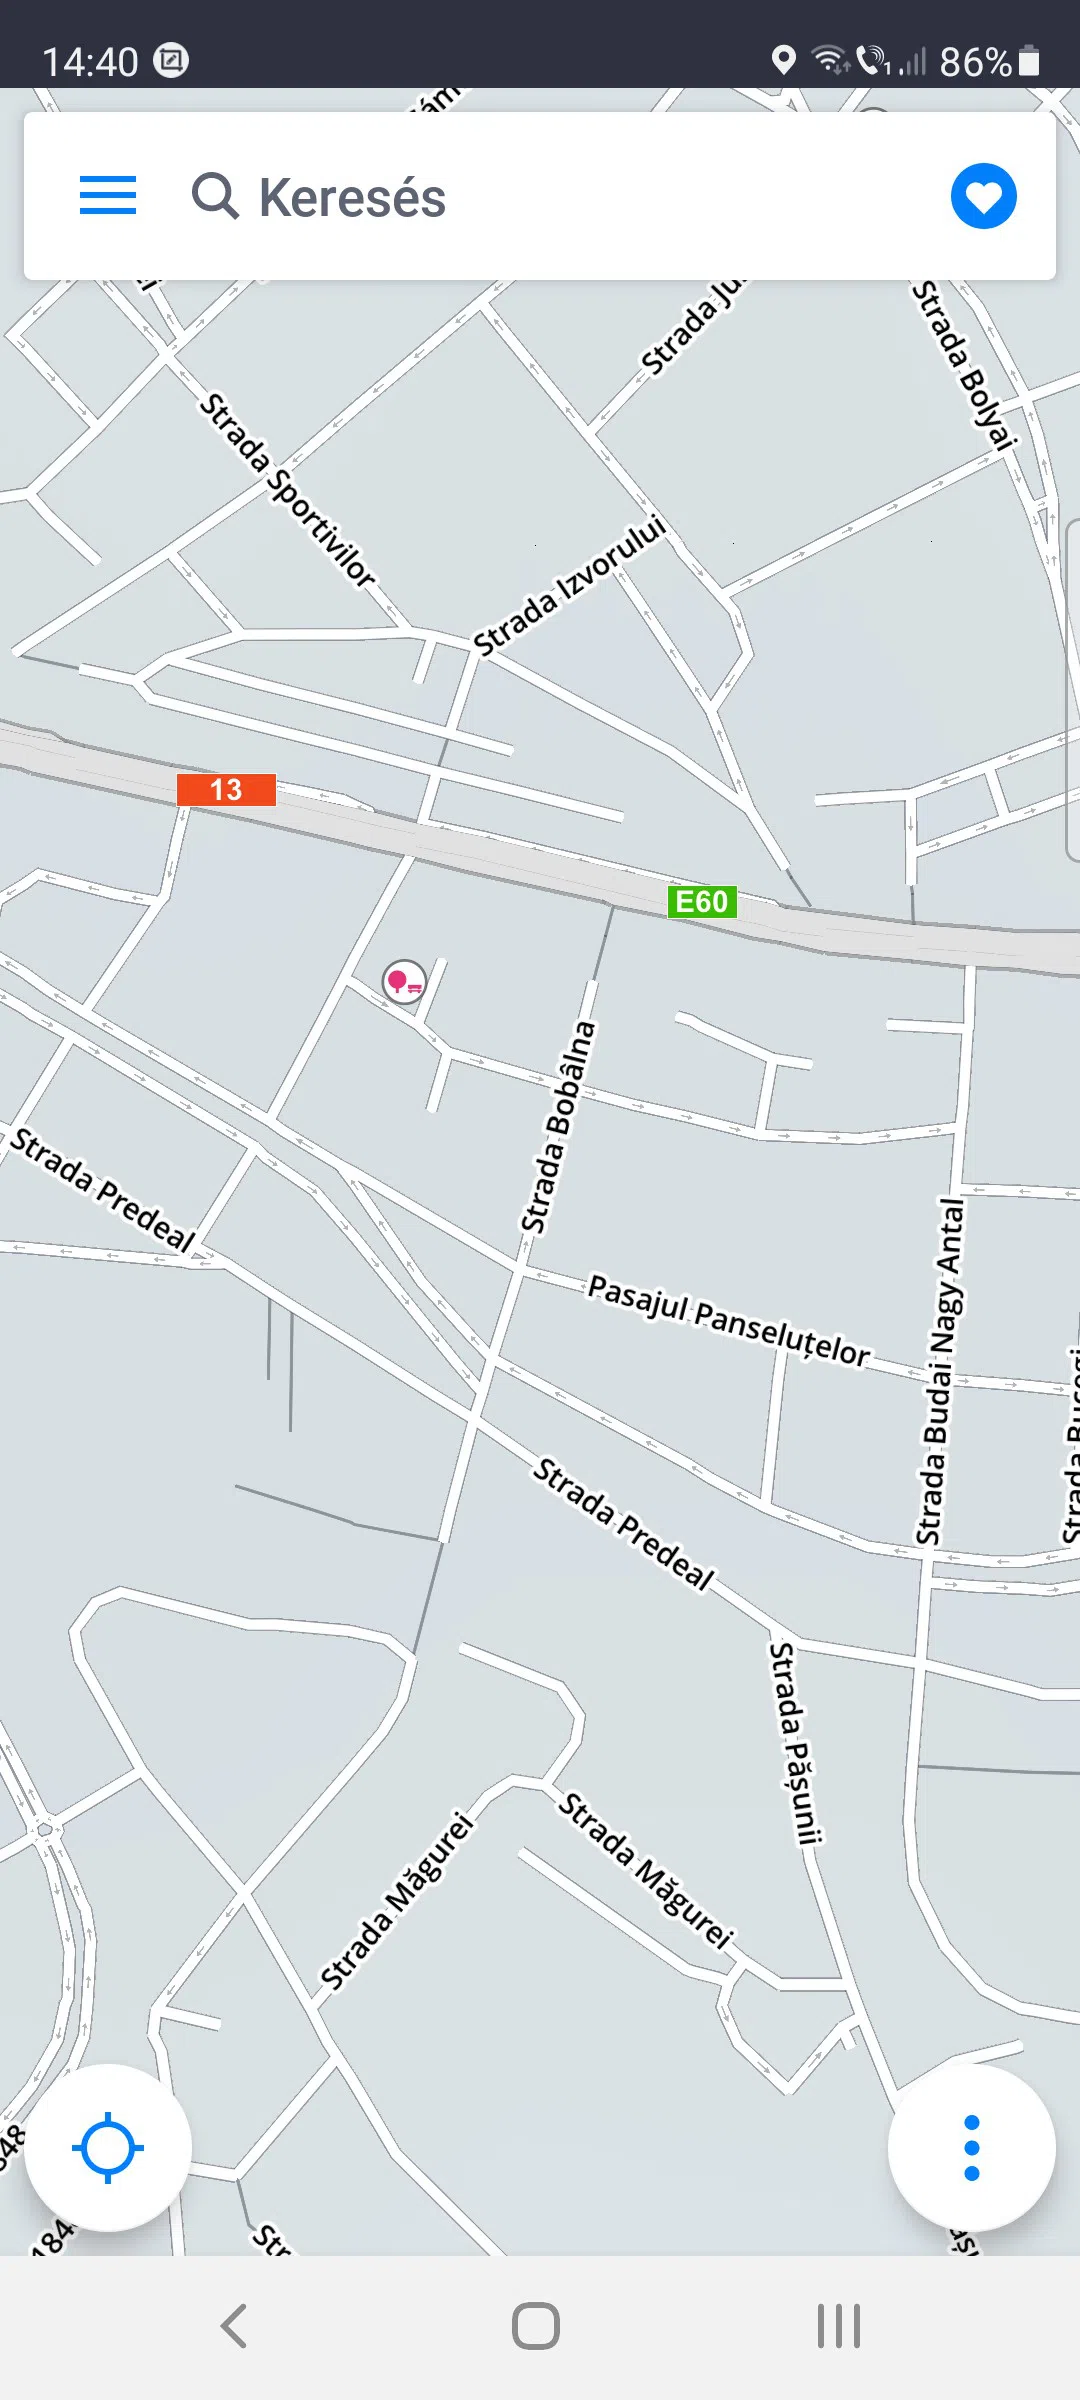 14:40
86%
Keresés
Strada Bolyai
Strada Sportivilor
Strada Izvorului
13
E60
Strada Bobâlna
Strada Predeal
Pasajul Panseluțelor
Strada Budai Nagy Antal
Strada Predeal
Strada Pășunii
Strada Măgurei
Strada Măgurei